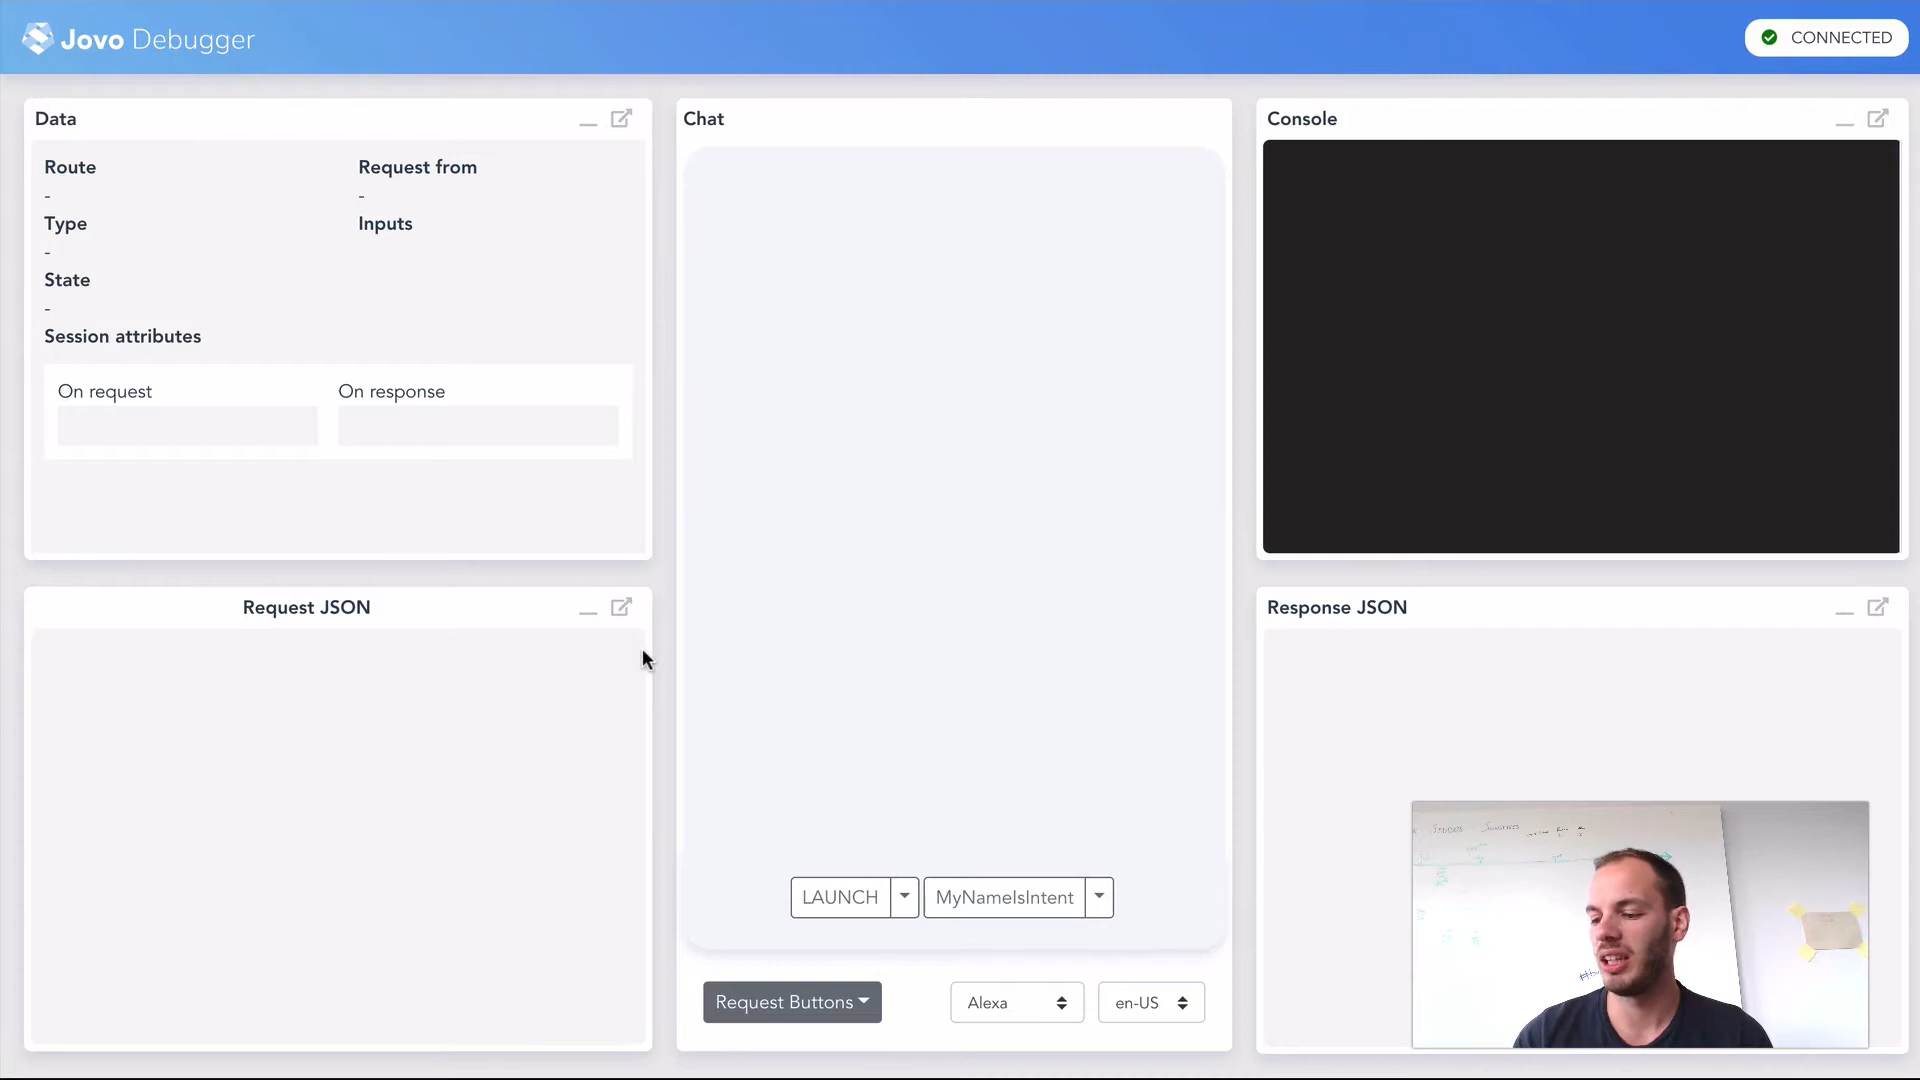 Jovo Debugger
CONNECTED
Data
Route
-
Type
-
State
-
Request from
-
Inputs
Session attributes
On request
On response
Chat
LAUNCH
MyNameIsIntent
Request Buttons
Alexa
en-US
Console
Request JSON
Response JSON